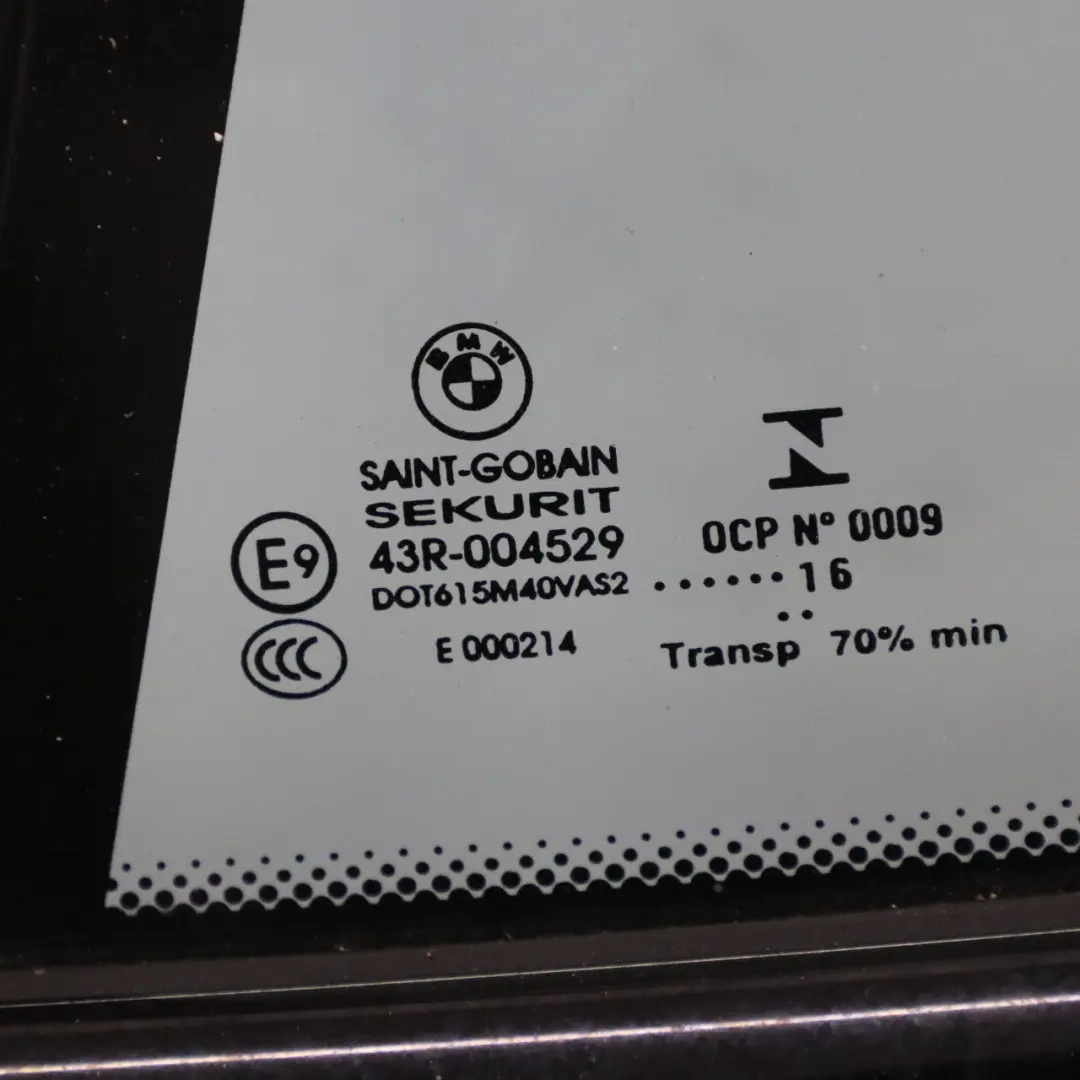 BMW
SAINT-GOBAIN
SEKURIT
E9
43R-004529
DOT615M40VAS2
CCC
E 000214
OCP N° 0009
.......16
..
Transp 70% min